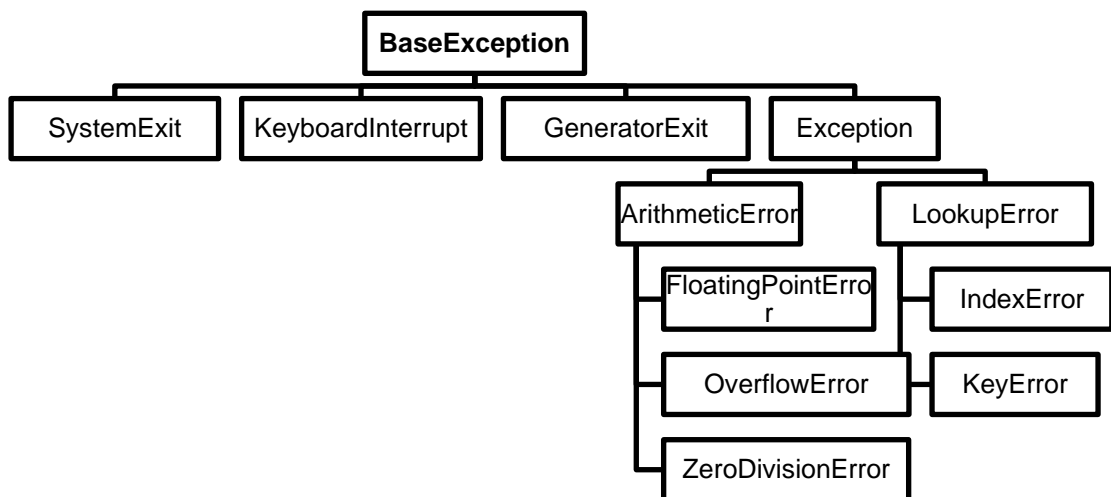 BaseException
SystemExit
KeyboardInterrupt
GeneratorExit
Exception
ArithmeticError
LookupError
FloatingPointErro
r
IndexError
OverflowError
KeyError
ZeroDivisionError